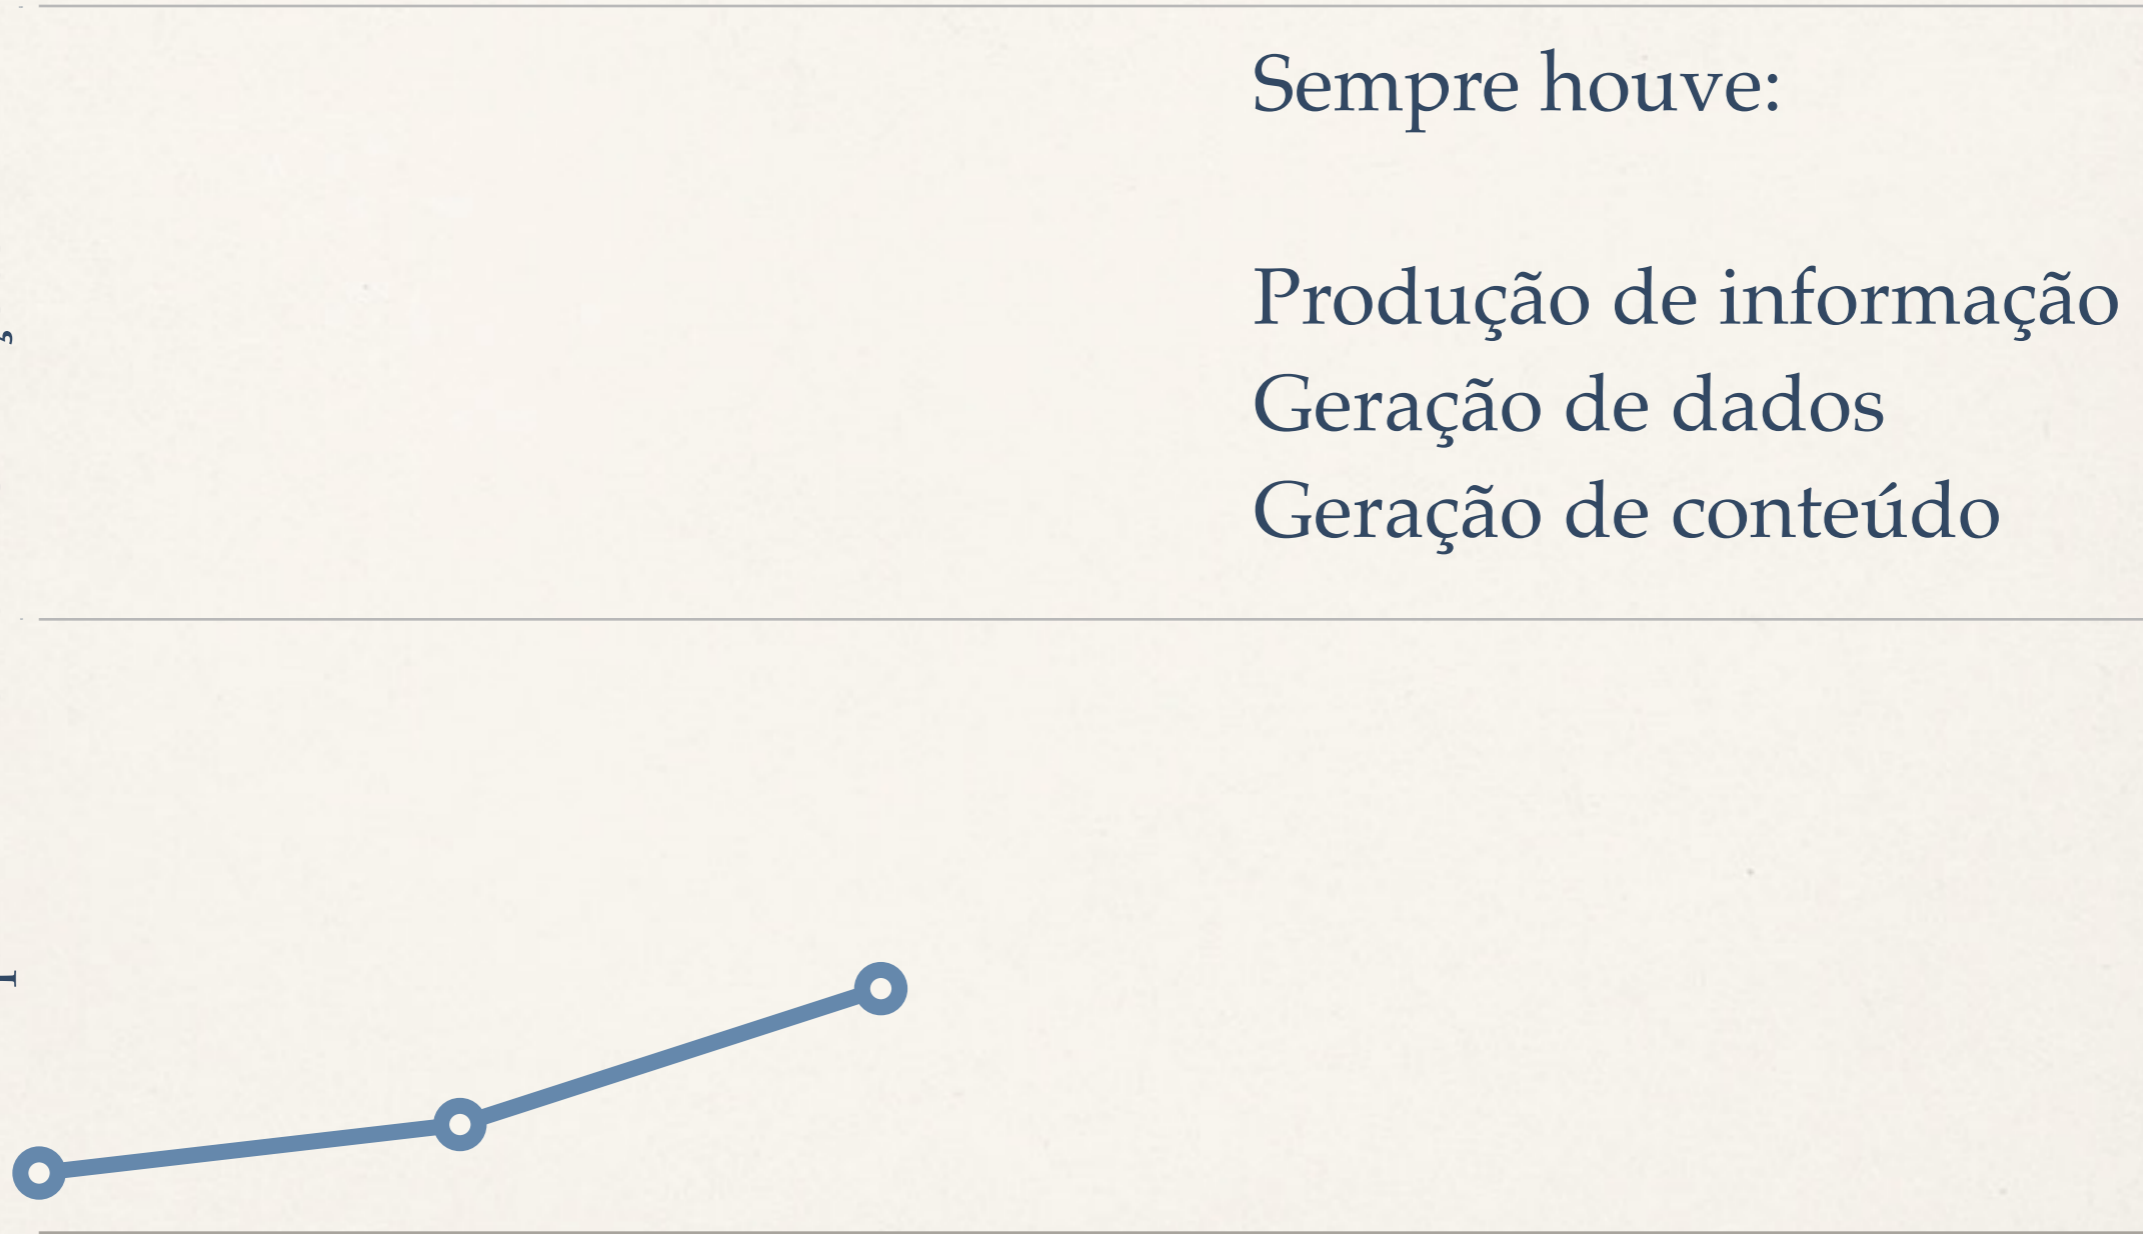 Sempre houve:
Produção de informação
Geração de dados
Geração de conteúdo